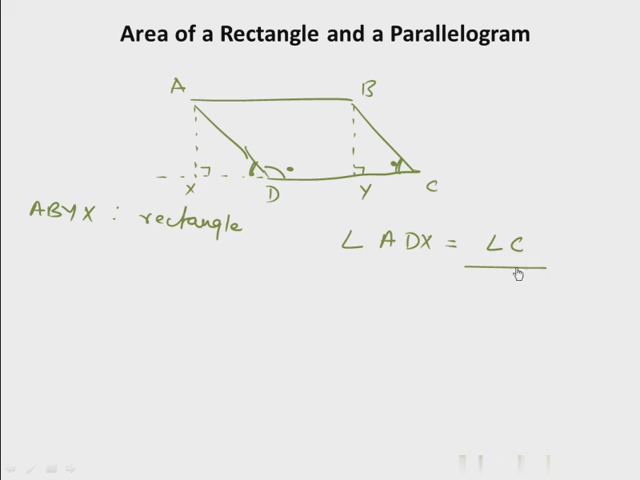 Area of a Rectangle and a Parallelogram
A B
X D Y C
ABYX : rectangle
∠ ADX = ∠C